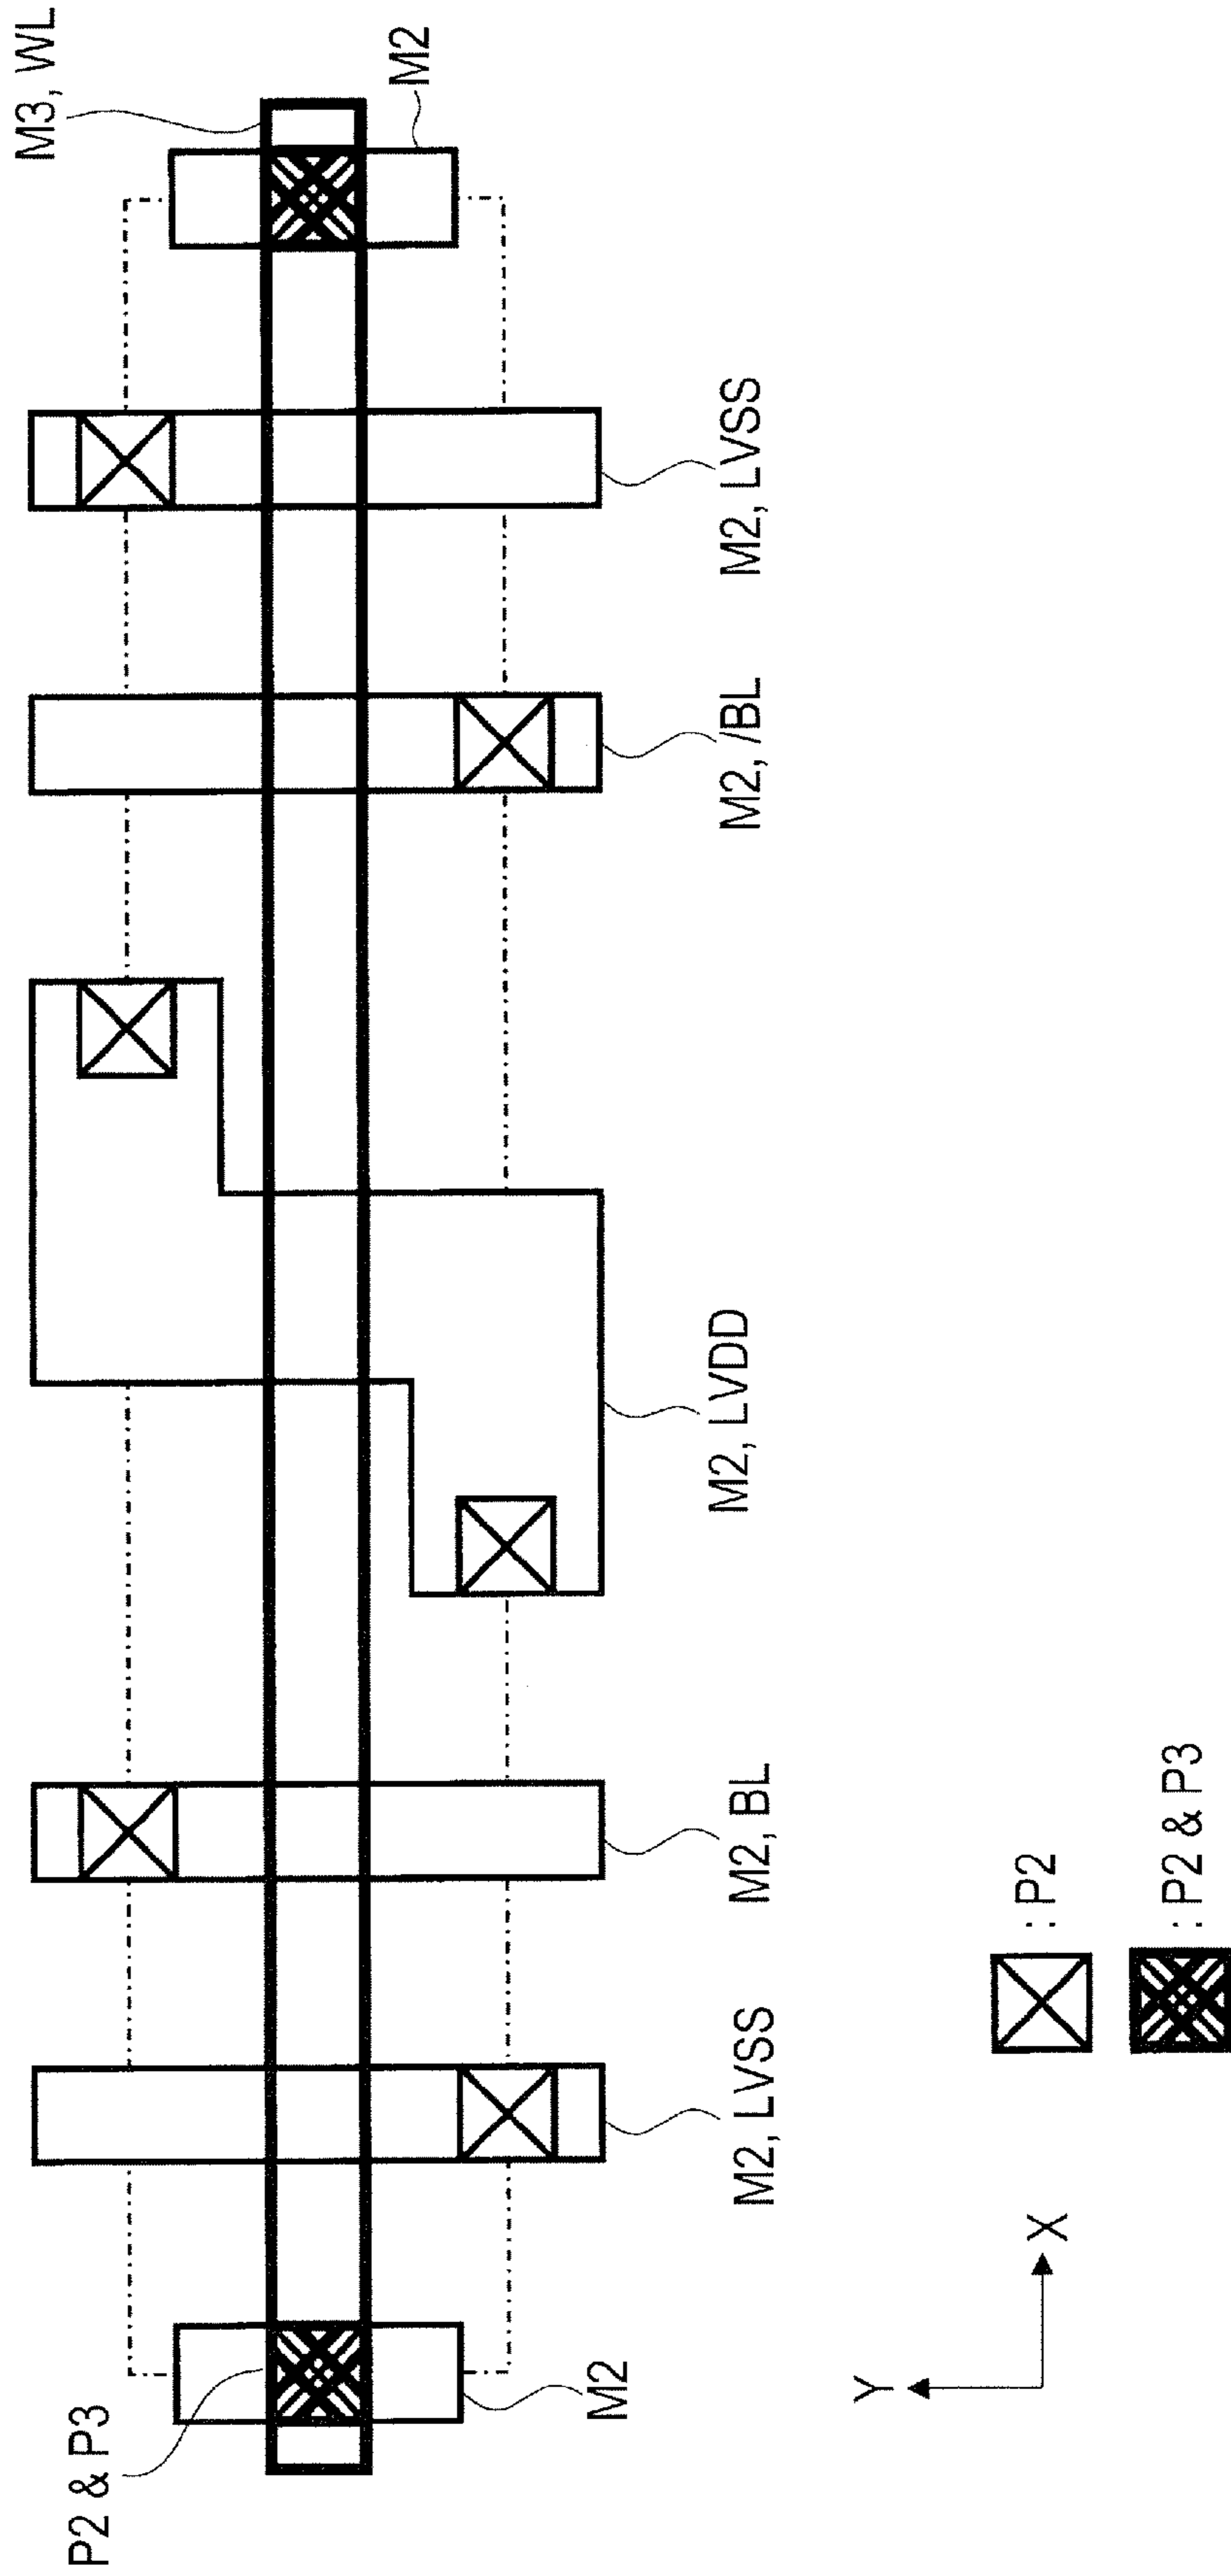 P2 & P3
M3, WL
M2
M2
M2, LVSS
M2, BL
M2, LVDD
M2, /BL
M2, LVSS
Y
X
: P2
: P2 & P3